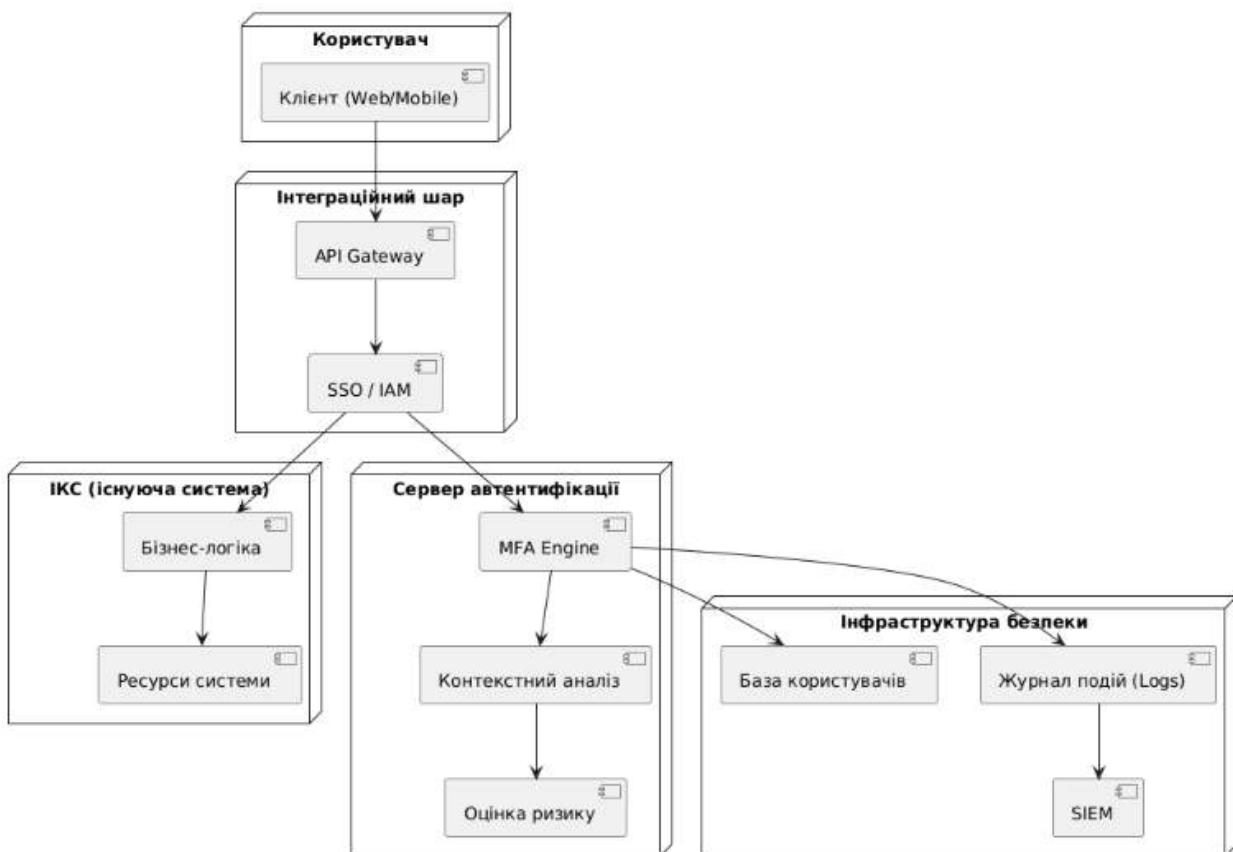 Користувач
Клієнт (Web/Mobile)
Інтеграційний шар
API Gateway
SSO / IAM
ІКС (існуюча система)
Бізнес-логіка
Ресурси системи
Сервер автентифікації
MFA Engine
Контекстний аналіз
Оцінка ризику
Інфраструктура безпеки
База користувачів
Журнал подій (Logs)
SIEM